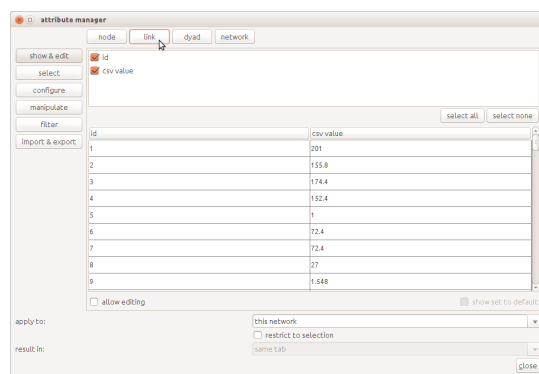 attribute manager
node link dyad network
show & edit
select
configure
manipulate
filter
import & export
id
csv value
select all select none
id csv value
1 201
2 155.8
3 174.4
4 152.4
5 1
6 72.4
7 72.4
8 27
9 1.548
allow editing show set to default
apply to: this network
restrict to selection
result in: same tab
close